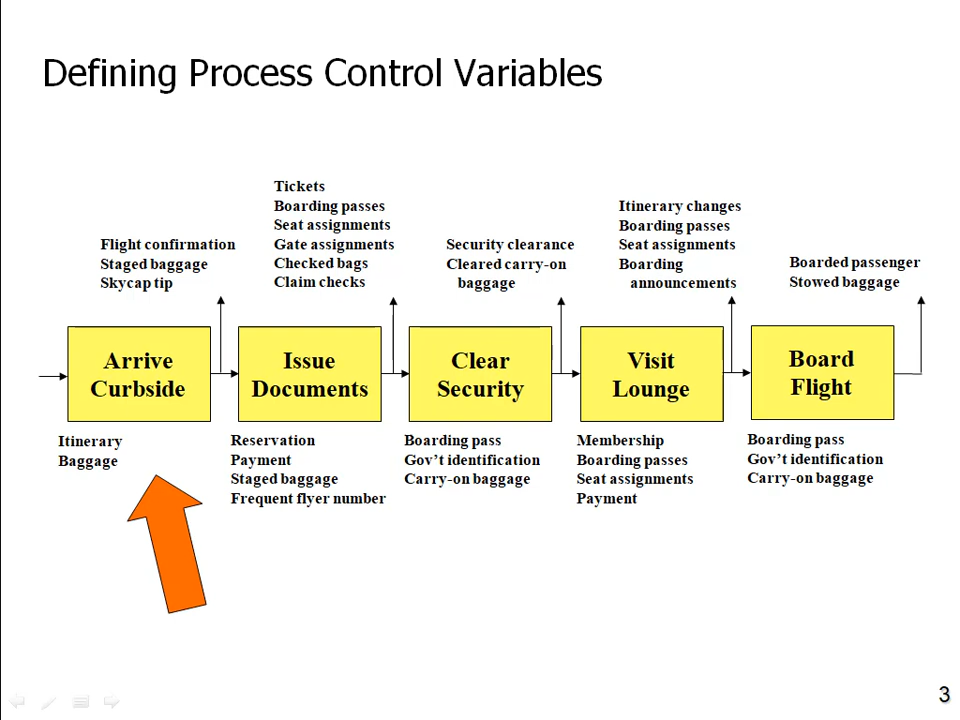 Defining Process Control Variables
Flight confirmation
Staged baggage
Skycap tip
Tickets
Boarding passes
Seat assignments
Gate assignments
Checked bags
Claim checks
Security clearance
Cleared carry-on
baggage
Itinerary changes
Boarding passes
Seat assignments
Boarding
announcements
Boarded passenger
Stowed baggage
Arrive
Curbside
Issue
Documents
Clear
Security
Visit
Lounge
Board
Flight
Itinerary
Baggage
Reservation
Payment
Staged baggage
Frequent flyer number
Boarding pass
Gov’t identification
Carry-on baggage
Membership
Boarding passes
Seat assignments
Payment
Boarding pass
Gov’t identification
Carry-on baggage
3